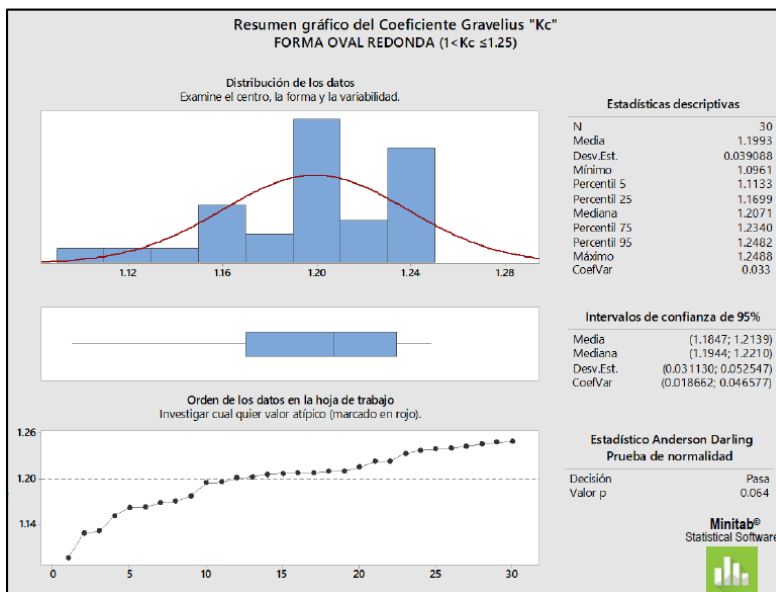 Resumen gráfico del Coeficiente Gravelius "Kc"
FORMA OVAL REDONDA (1<Kc ≤1.25)
Distribución de los datos
Examine el centro, la forma y la variabilidad.
1.12 1.16 1.20 1.24 1.28
Orden de los datos en la hoja de trabajo
Investigar cual quier valor atípico (marcado en rojo).
1.26
1.20
1.14
0 5 10 15 20 25 30
Estadísticas descriptivas
N 30
Media 1.1993
Desv.Est. 0.039088
Mínimo 1.0961
Percentil 5 1.1133
Percentil 25 1.1699
Mediana 1.2071
Percentil 75 1.2340
Percentil 95 1.2482
Máximo 1.2488
CoefVar 0.033
Intervalos de confianza de 95%
Media (1.1847; 1.2139)
Mediana (1.1944; 1.2210)
Desv.Est. (0.031130; 0.052547)
CoefVar (0.018662; 0.046577)
Estadístico Anderson Darling
Prueba de normalidad
Decisión Pasa
Valor p 0.064
Minitab©
Statistical Software